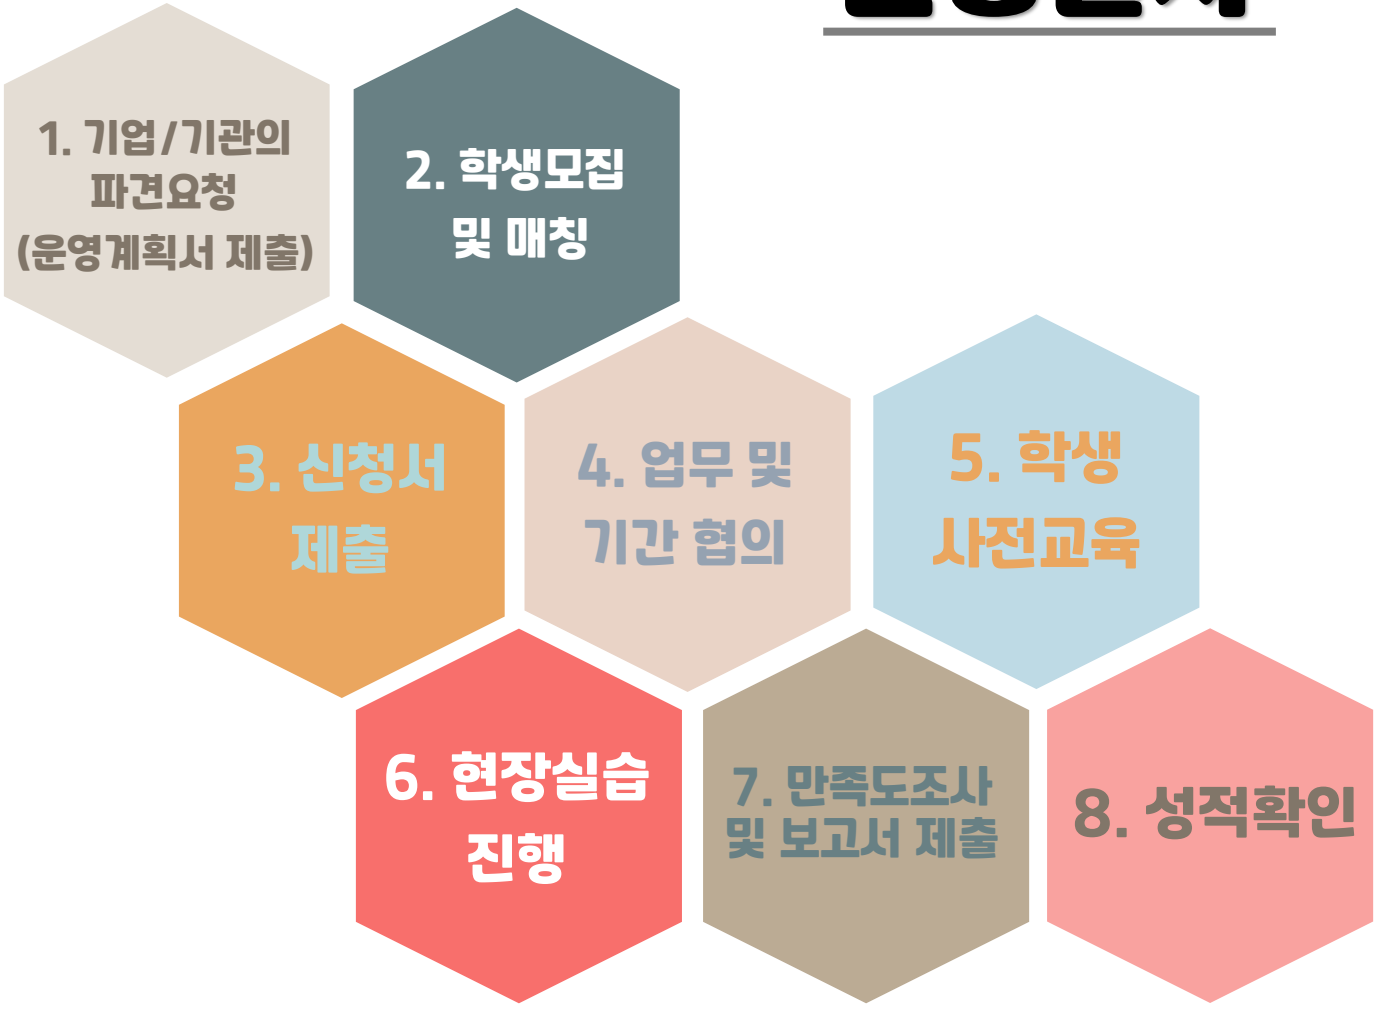 1. 기업/기관의
파견요청
(운영계획서 제출)
2. 학생모집
및 매칭
3. 신청서
제출
4. 업무 및
기간 협의
5. 학생
사전교육
6. 현장실습
진행
7. 만족도조사
및 보고서 제출
8. 성적확인